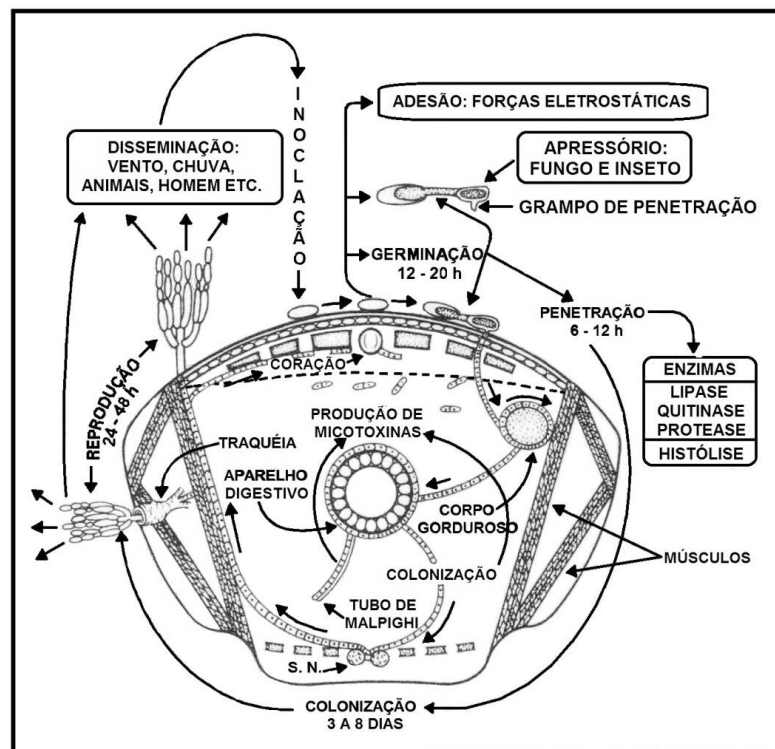 INOCLAÇÃO
ADESÃO: FORÇAS ELETROSTÁTICAS
DISSEMINAÇÃO:
VENTO, CHUVA,
ANIMAIS, HOMEM ETC.
APRESSÓRIO:
FUNGO E INSETO
GRAMPO DE PENETRAÇÃO
GERMINAÇÃO
12 - 20 h
PENETRAÇÃO
6 - 12 h
ENZIMAS
LIPASE
QUITINASE
PROTEASE
HISTÓLISE
CORAÇÃO
REPRODUÇÃO
24 - 48 h
PRODUÇÃO DE
MICOTOXINAS
TRAQUÉIA
APARELHO
DIGESTIVO
CORPO
GORDUROSO
MÚSCULOS
COLONIZAÇÃO
TUBO DE
MALPIGHI
S. N.
COLONIZAÇÃO
3 A 8 DIAS